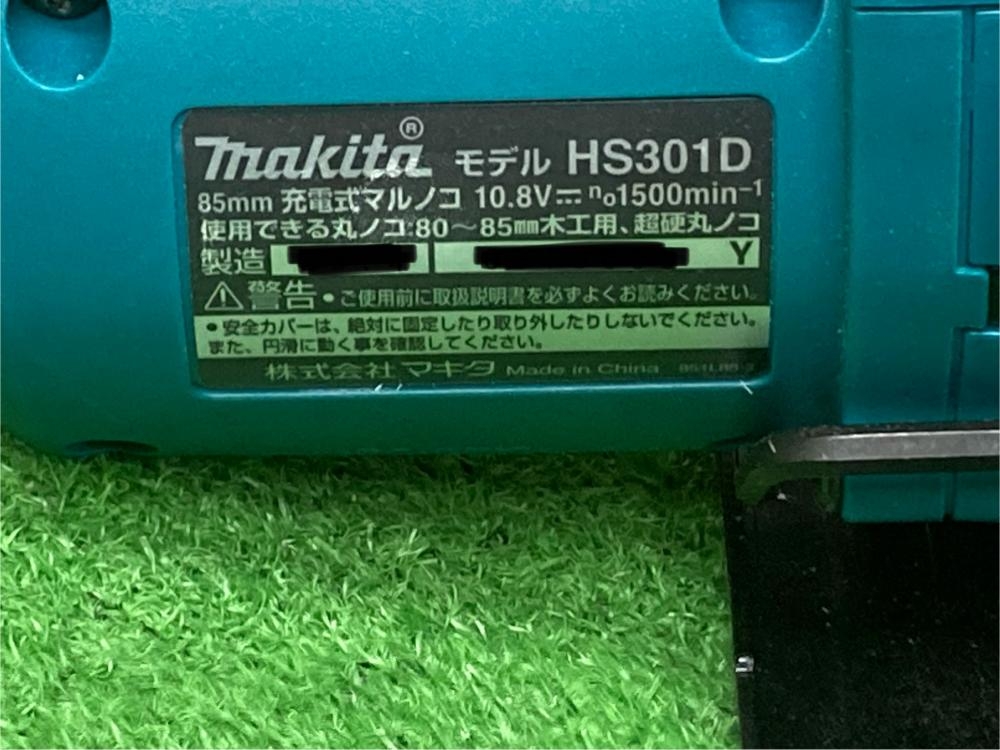 makita® モデル HS301D
85mm 充電式マルノコ 10.8V⎓ n₀1500min⁻¹
使用できる丸ノコ:80～85mm木工用、超硬丸ノコ
製造 Y
⚠警告・ご使用前に取扱説明書を必ずよくお読みください。
・安全カバーは、絶対に固定したり取り外したりしないでください。
また、円滑に動く事を確認してください。
株式会社マキタ Made in China